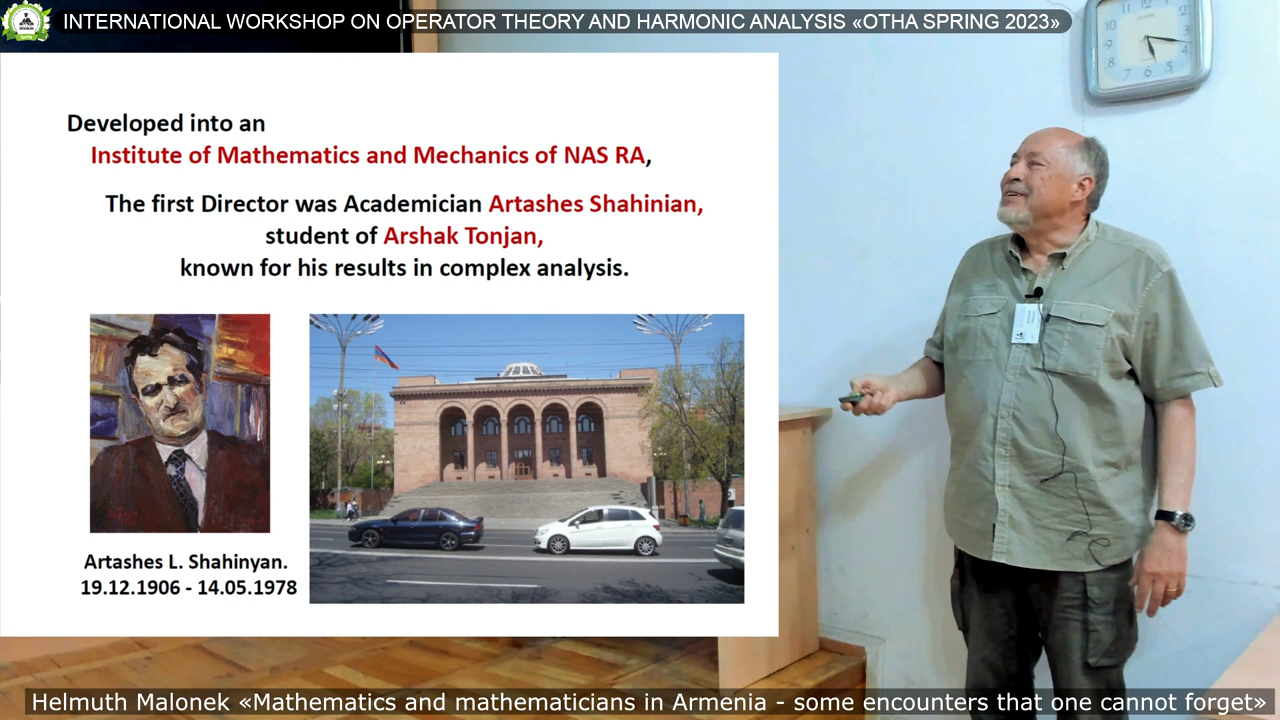 INTERNATIONAL WORKSHOP ON OPERATOR THEORY AND HARMONIC ANALYSIS «OTHA SPRING 2023»
Developed into an
Institute of Mathematics and Mechanics of NAS RA,
The first Director was Academician Artashes Shahinian,
student of Arshak Tonjan,
known for his results in complex analysis.
Artashes L. Shahinyan.
19.12.1906 - 14.05.1978
Helmuth Malonek «Mathematics and mathematicians in Armenia - some encounters that one cannot forget»